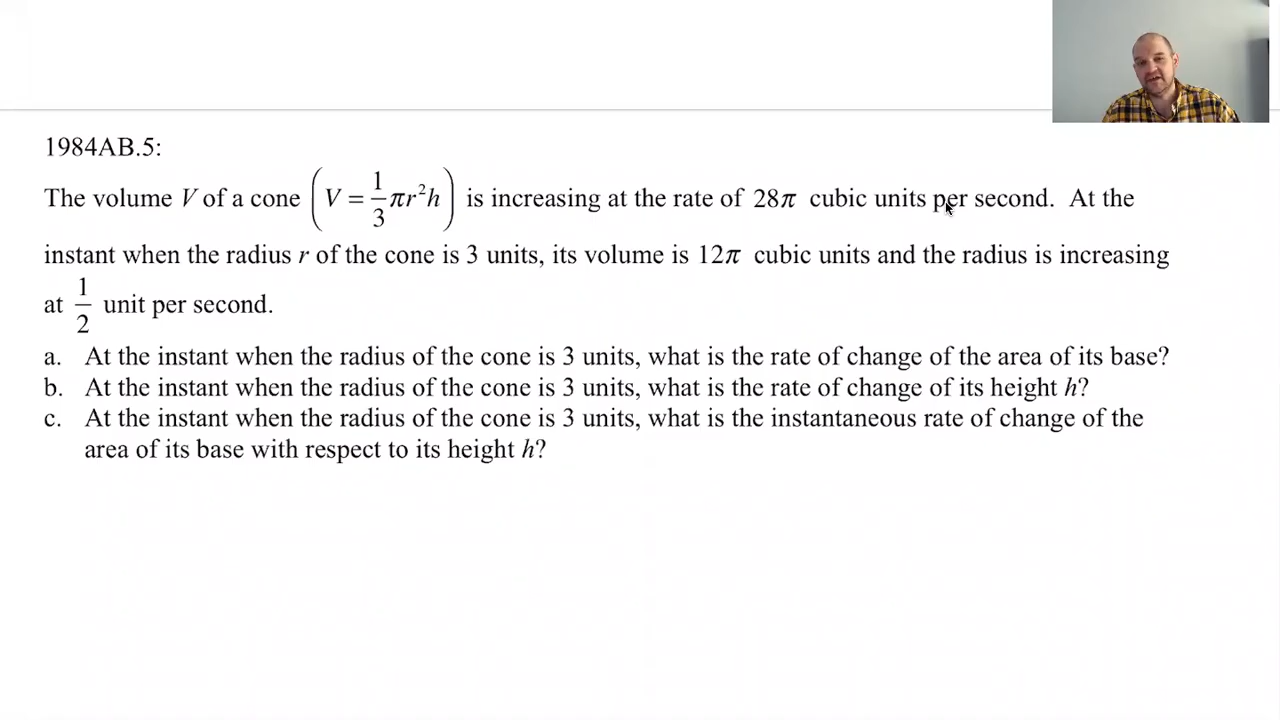 1984AB.5:
The volume V of a cone (V = 1/3 πr²h) is increasing at the rate of 28π cubic units per second. At the
instant when the radius r of the cone is 3 units, its volume is 12π cubic units and the radius is increasing
at 1/2 unit per second.
a. At the instant when the radius of the cone is 3 units, what is the rate of change of the area of its base?
b. At the instant when the radius of the cone is 3 units, what is the rate of change of its height h?
c. At the instant when the radius of the cone is 3 units, what is the instantaneous rate of change of the
area of its base with respect to its height h?